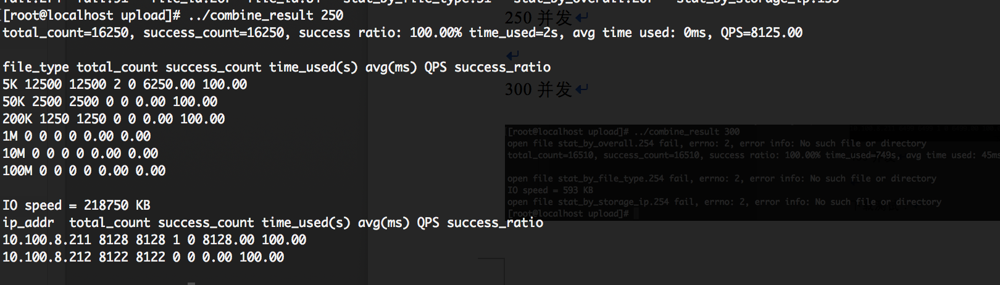 [root@localhost upload]# ../combine_result 250
total_count=16250, success_count=16250, success ratio: 100.00% time_used=2s, avg time used: 0ms, QPS=8125.00
file_type total_count success_count time_used(s) avg(ms) QPS success_ratio
5K 12500 12500 2 0 6250.00 100.00
50K 2500 2500 0 0 0.00 100.00
200K 1250 1250 0 0 0.00 100.00
1M 0 0 0 0 0.00 0.00
10M 0 0 0 0 0.00 0.00
100M 0 0 0 0 0.00 0.00
IO speed = 218750 KB
ip_addr  total_count success_count time_used(s) avg(ms) QPS success_ratio
10.100.8.211 8128 8128 1 0 8128.00 100.00
10.100.8.212 8122 8122 0 0 0.00 100.00
250 并发↵
↵
300 并发↵
[root@localhost upload]# ../combine_result 300
open file stat_by_overall.254 fail, errno: 2, error info: No such file or directory
total_count=16510, success_count=16510, success ratio: 100.00% time_used=749s, avg time used: 45ms
open file stat_by_file_type.254 fail, errno: 2, error info: No such file or directory
IO speed = 593 KB
open file stat_by_storage_ip.254 fail, errno: 2, error info: No such file or directory
[root@localhost upload]#